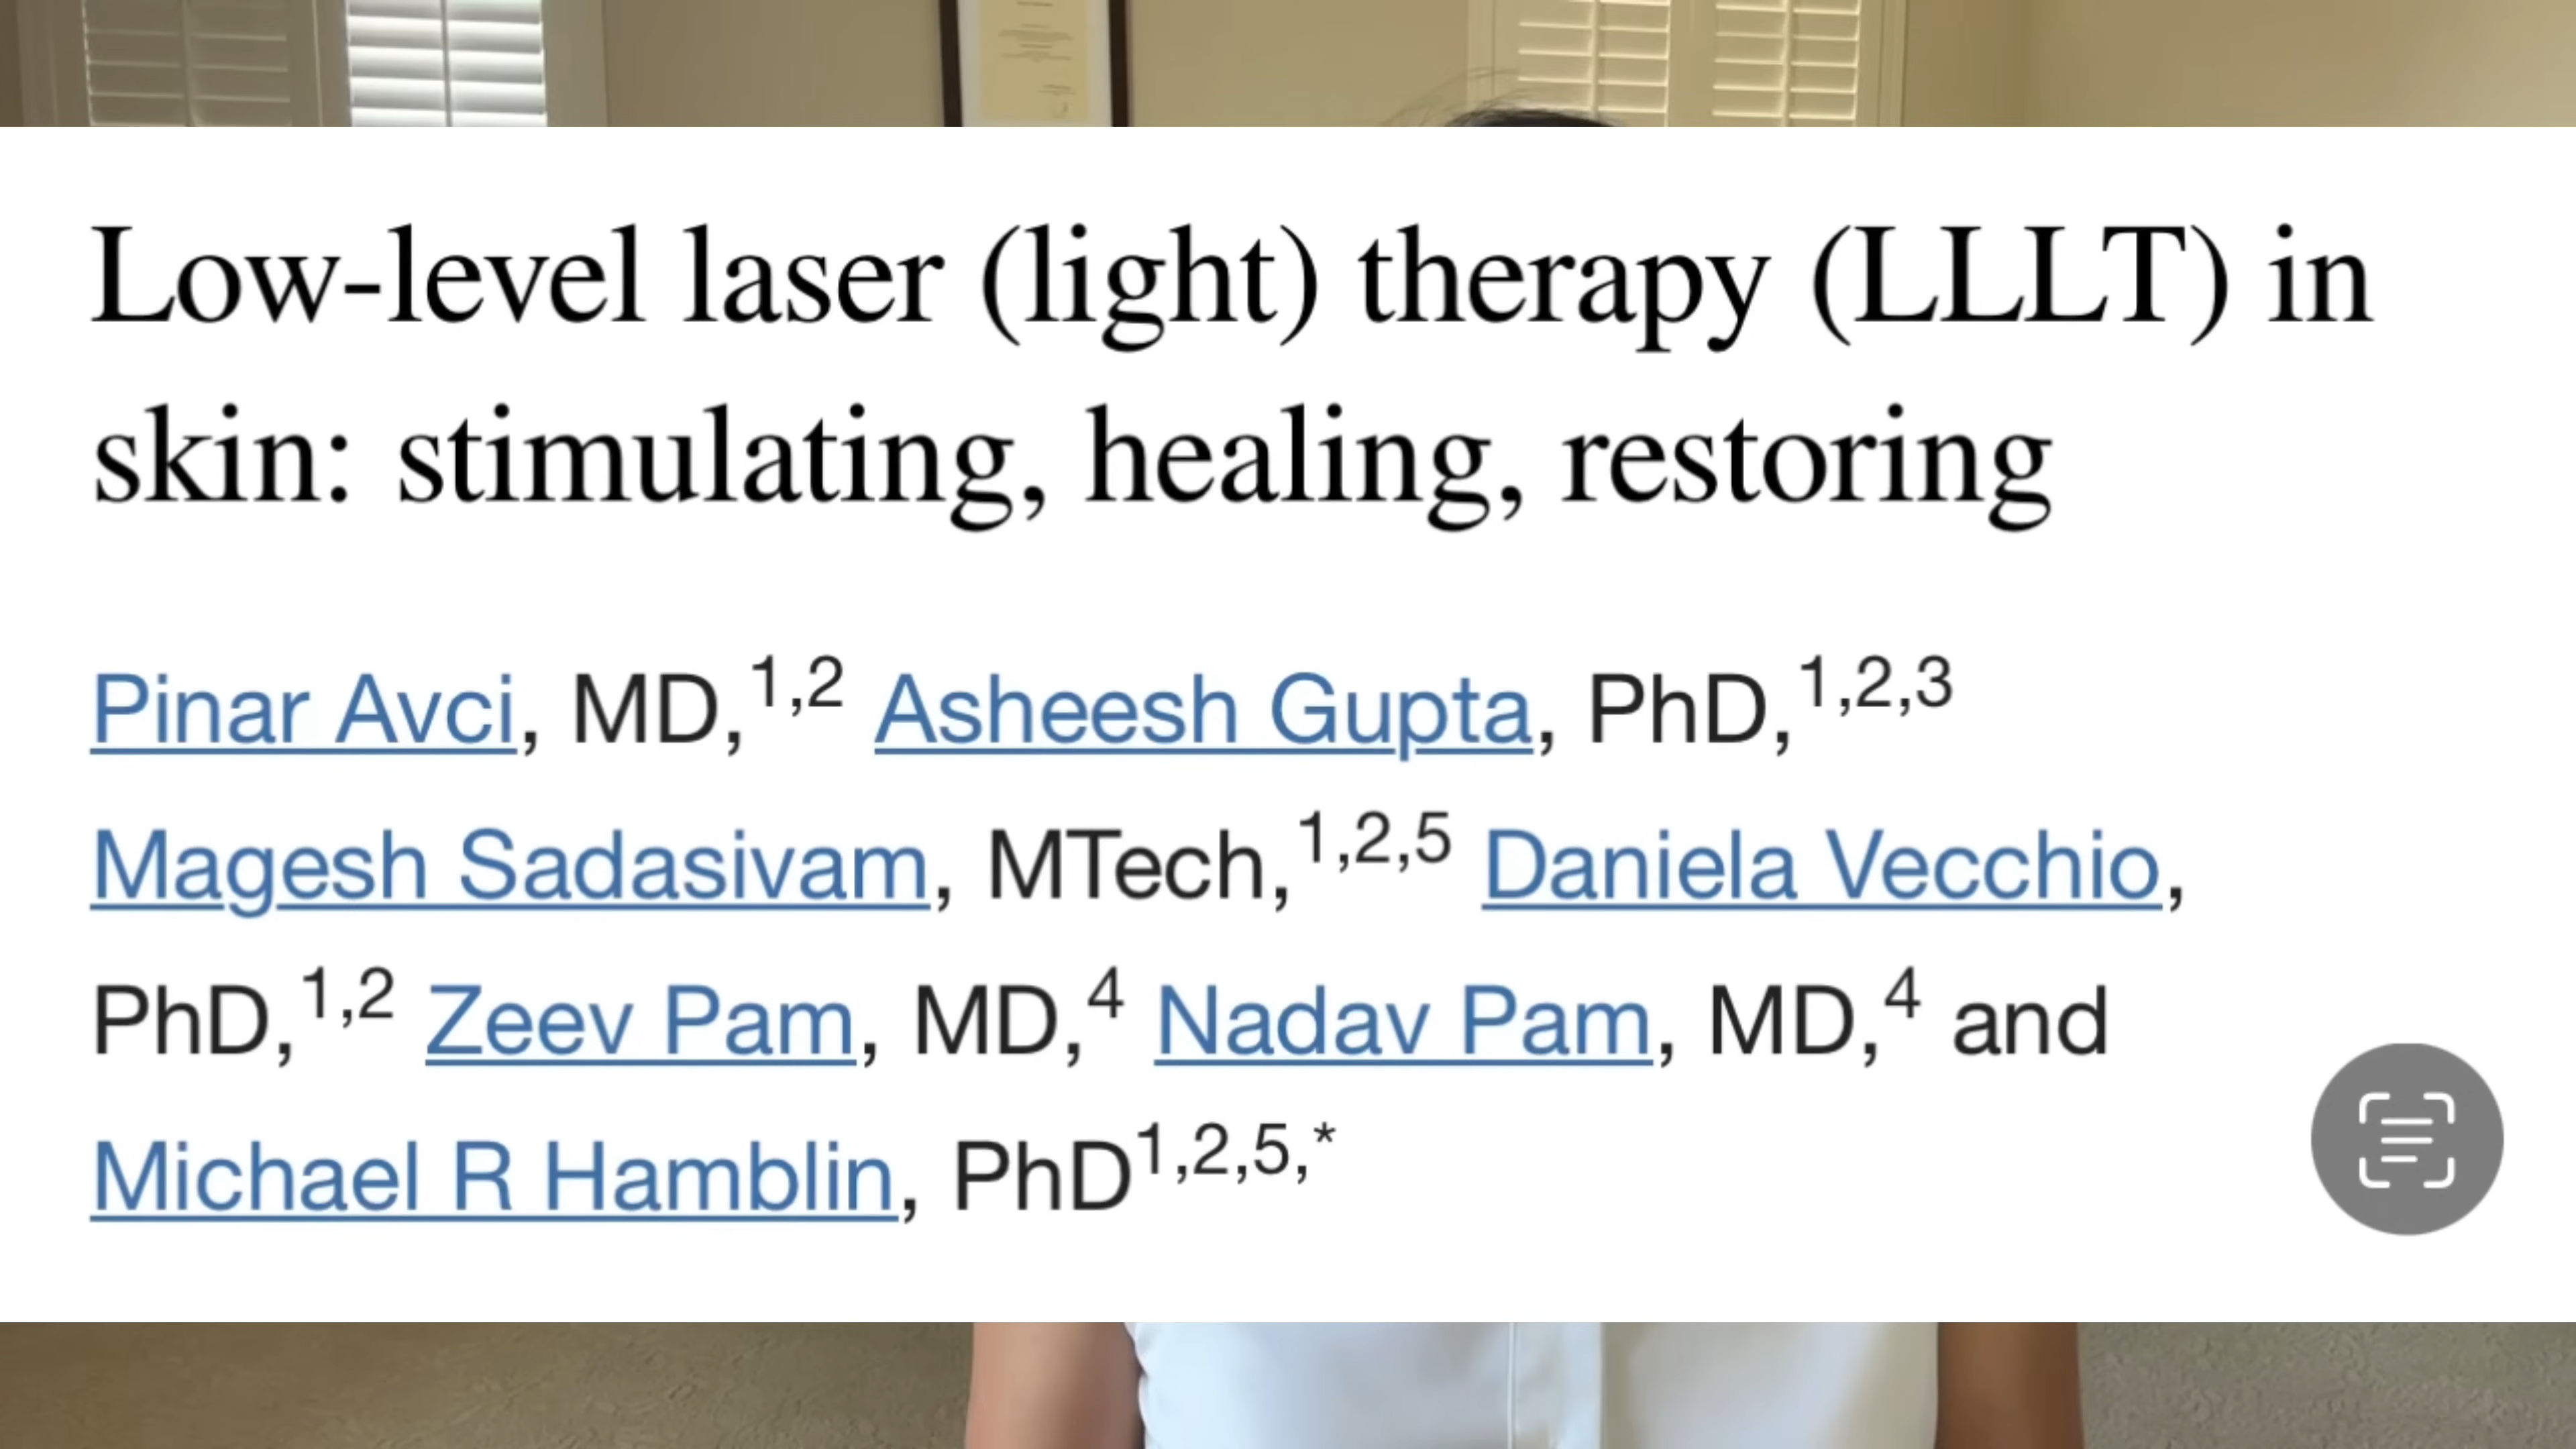 Low-level laser (light) therapy (LLLT) in
skin: stimulating, healing, restoring
Pinar Avci, MD,1,2 Asheesh Gupta, PhD,1,2,3
Magesh Sadasivam, MTech,1,2,5 Daniela Vecchio,
PhD,1,2 Zeev Pam, MD,4 Nadav Pam, MD,4 and
Michael R Hamblin, PhD1,2,5,*